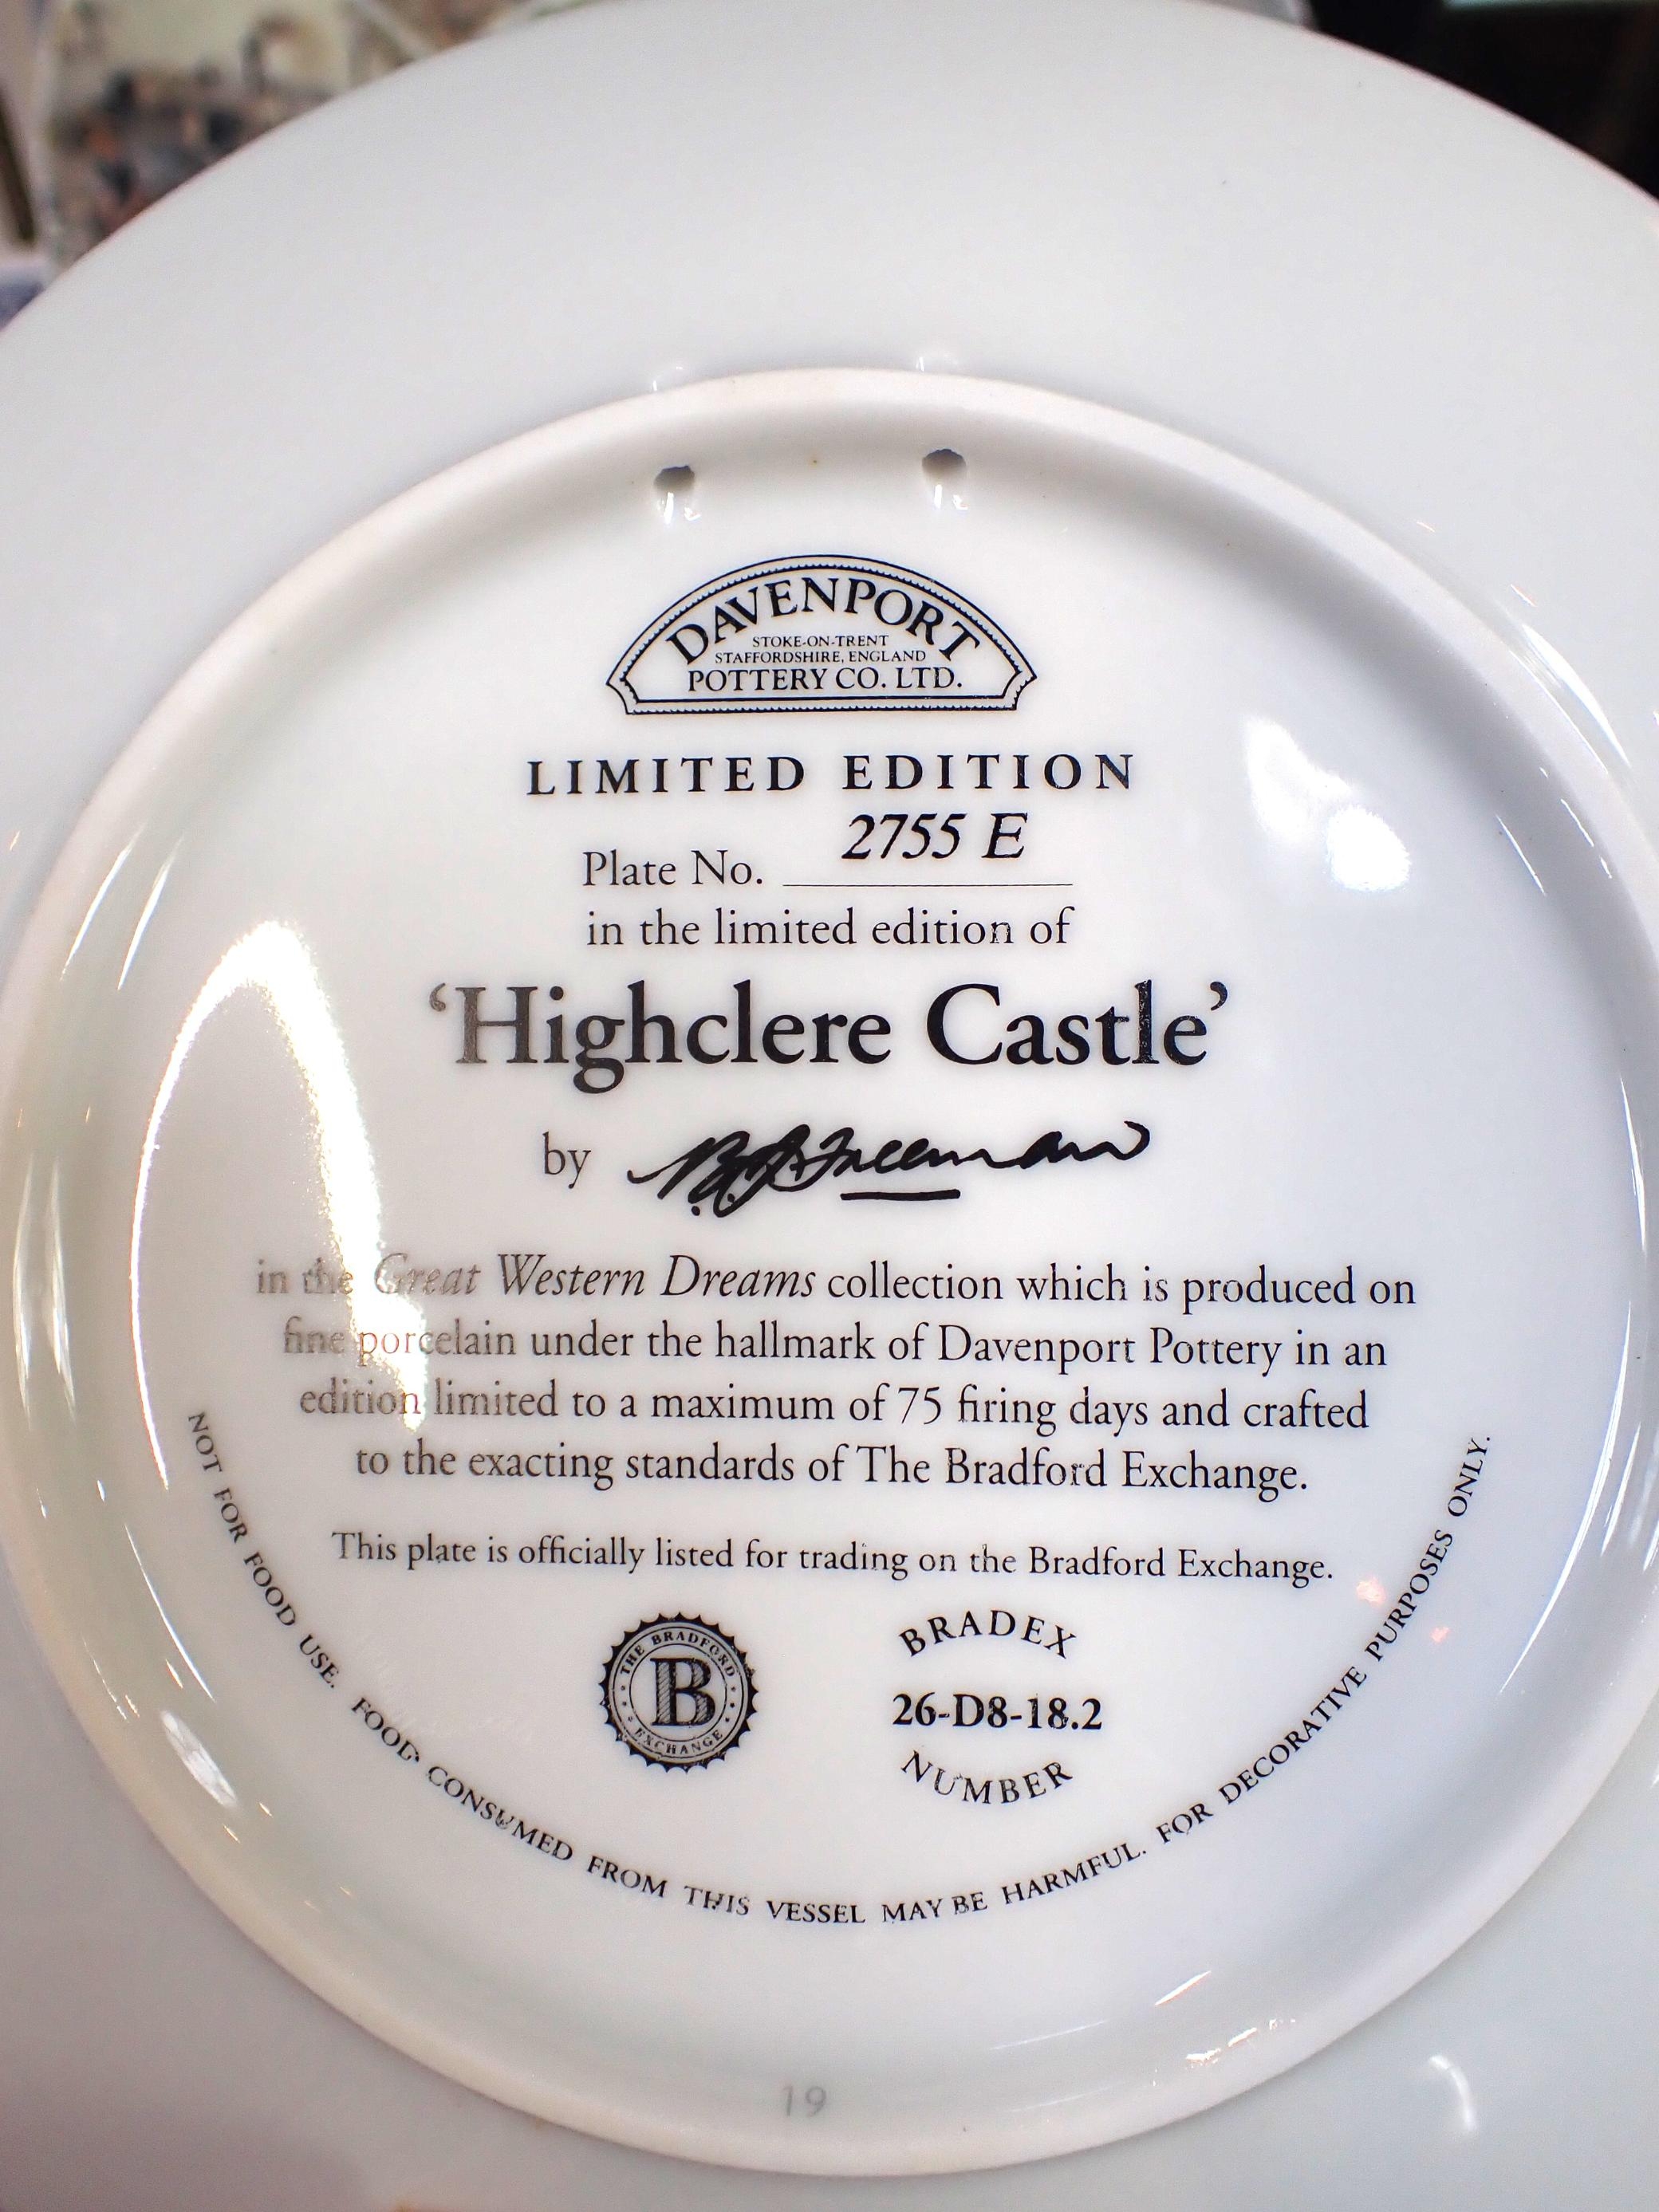 DAVENPORT
STOKE-ON-TRENT
STAFFORDSHIRE, ENGLAND
POTTERY CO. LTD.
LIMITED EDITION
Plate No. 2755 E
in the limited edition of
‘Highclere Castle’
by B.J. Freeman
in the Great Western Dreams collection which is produced on
fine porcelain under the hallmark of Davenport Pottery in an
edition limited to a maximum of 75 firing days and crafted
to the exacting standards of The Bradford Exchange.
This plate is officially listed for trading on the Bradford Exchange.
THE BRADFORD
B
EXCHANGE
BRADEX
26-D8-18.2
NUMBER
NOT FOR FOOD USE. FOOD CONSUMED FROM THIS VESSEL MAY BE HARMFUL. FOR DECORATIVE PURPOSES ONLY.
19